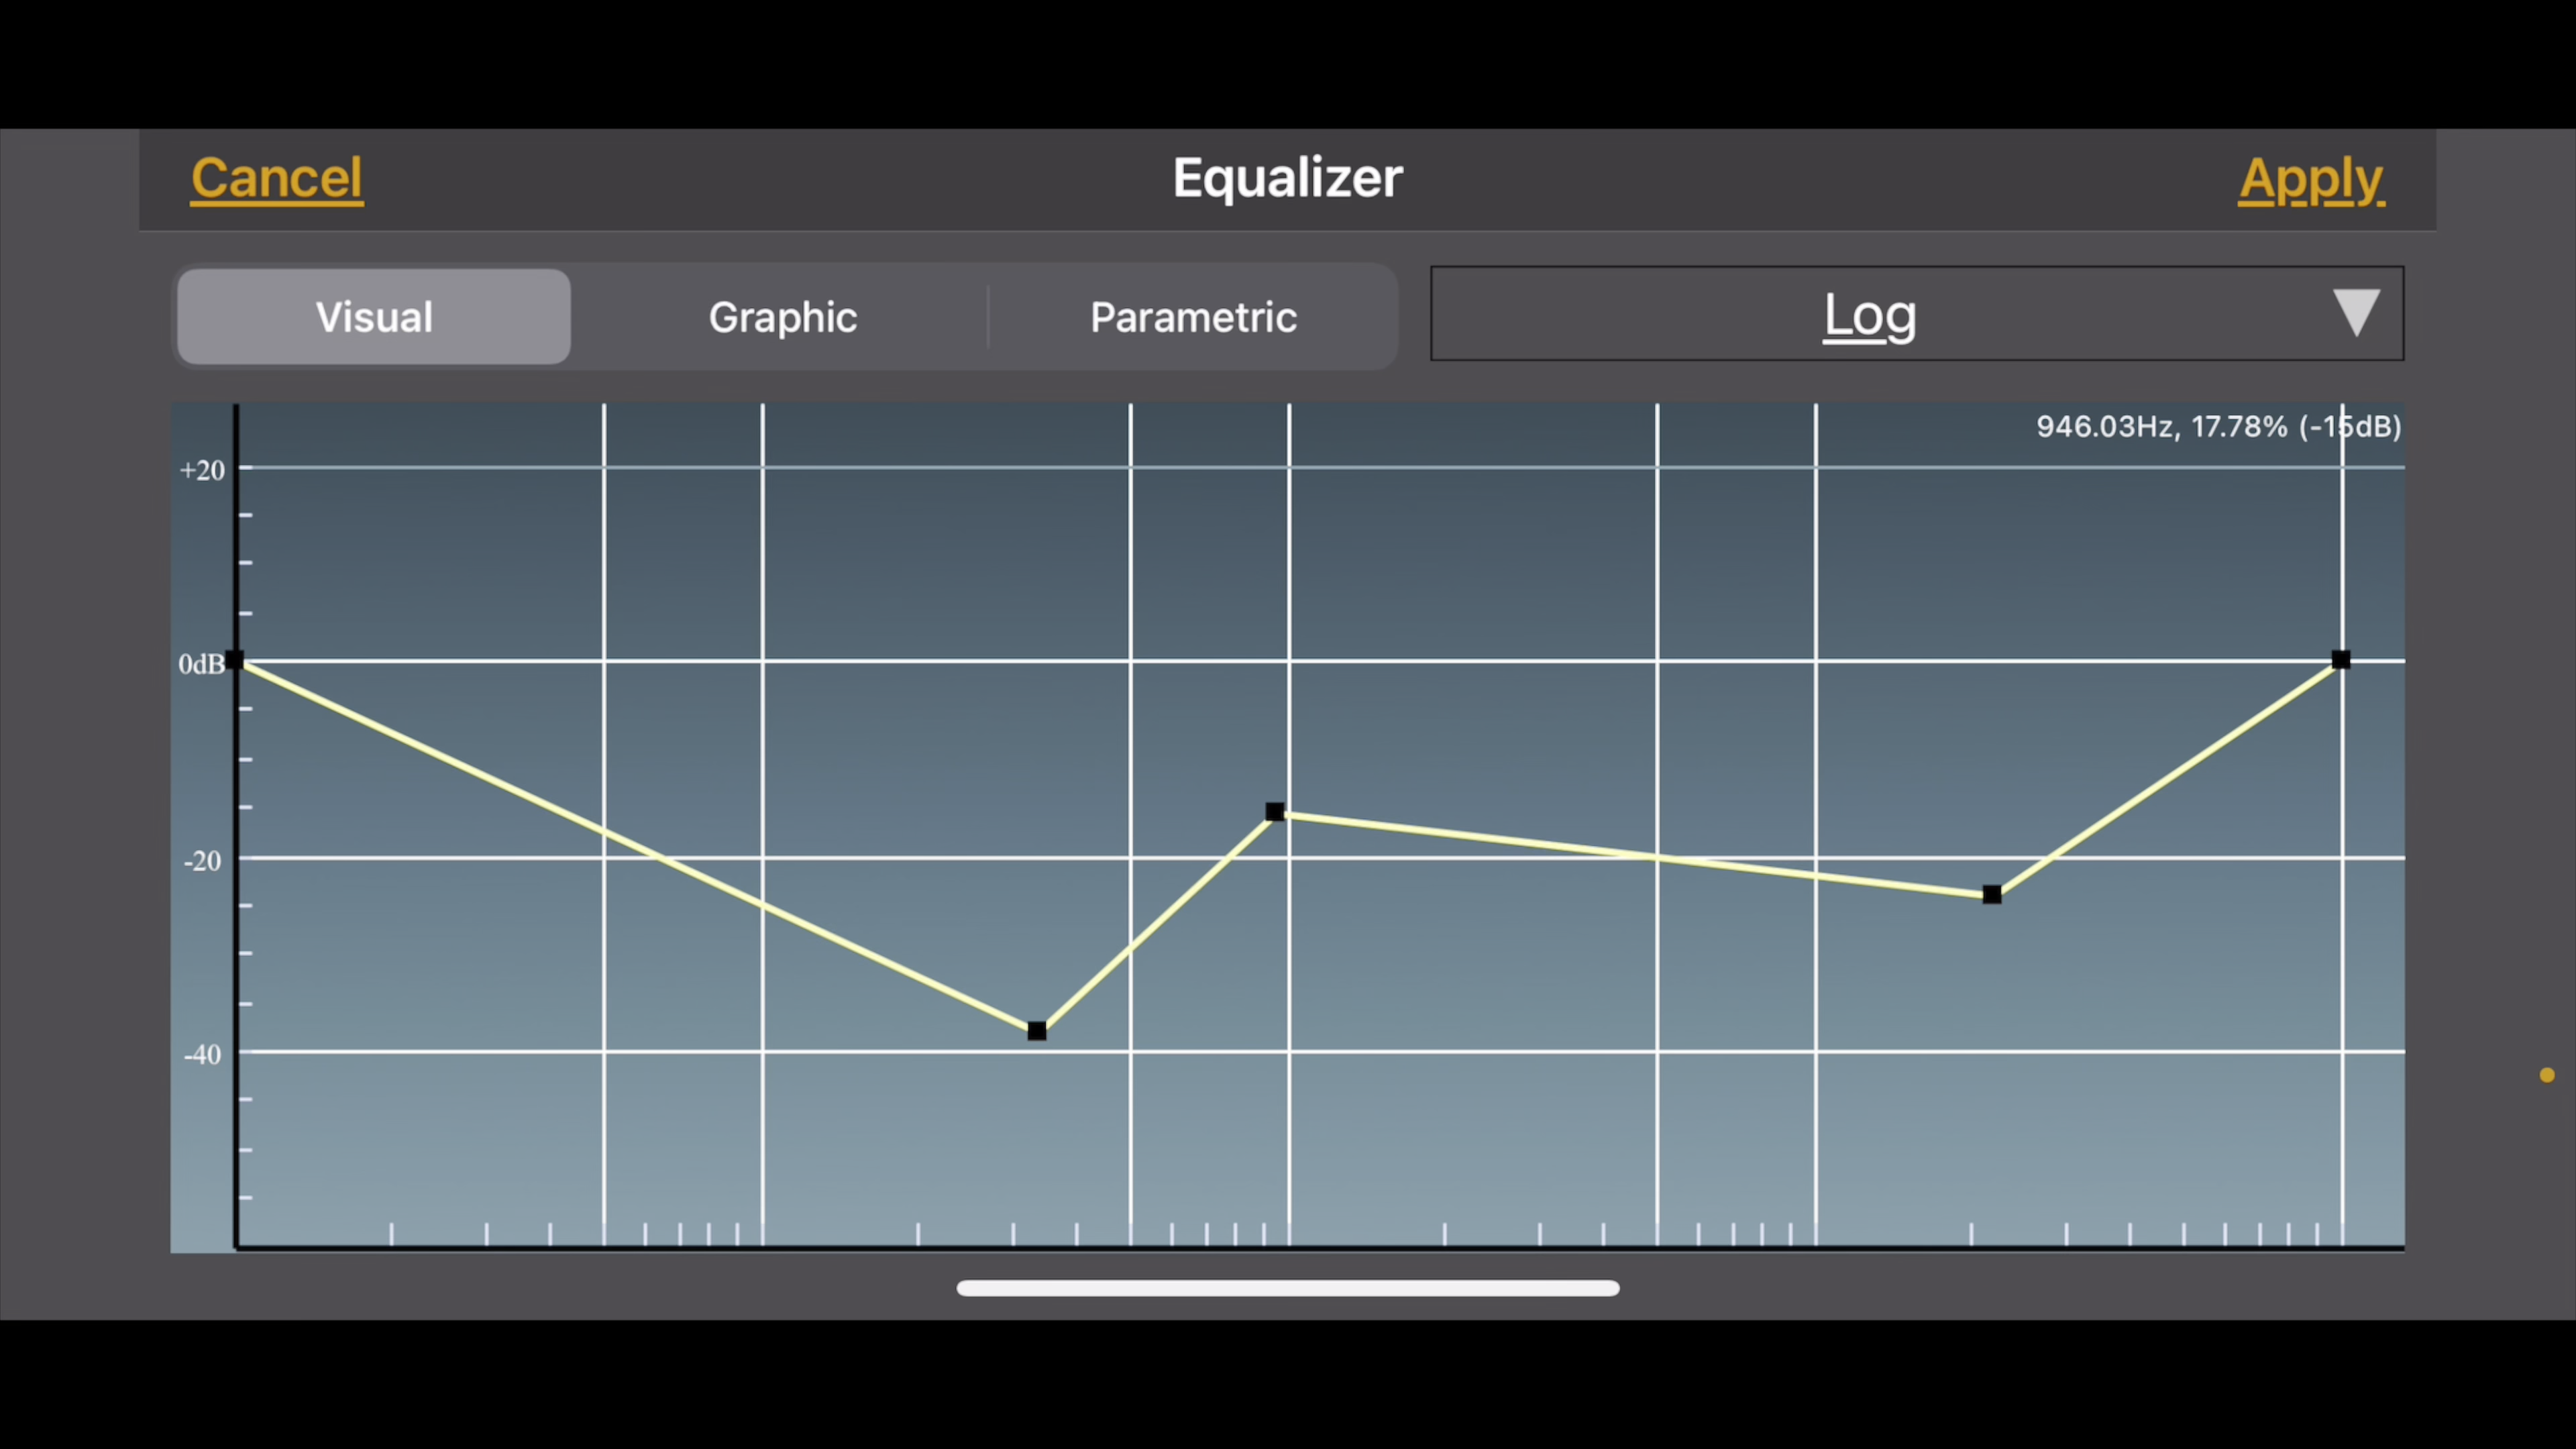 Cancel Equalizer Apply
Visual Graphic Parametric Log
946.03Hz, 17.78% (-15dB)
+20
0dB
-20
-40